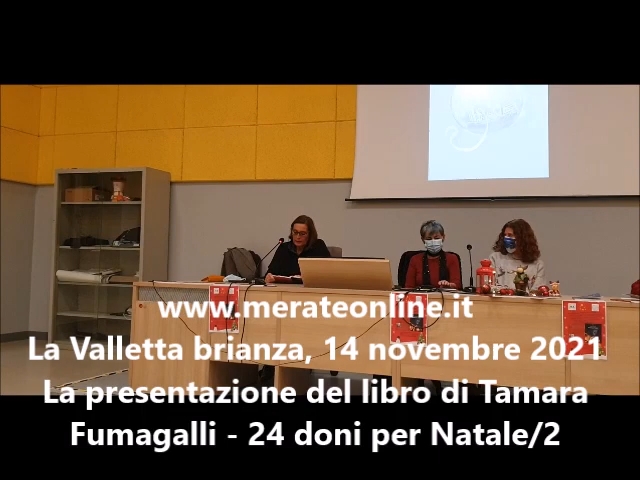 www.merateonline.it
La Valletta brianza, 14 novembre 2021
La presentazione del libro di Tamara
Fumagalli - 24 doni per Natale/2